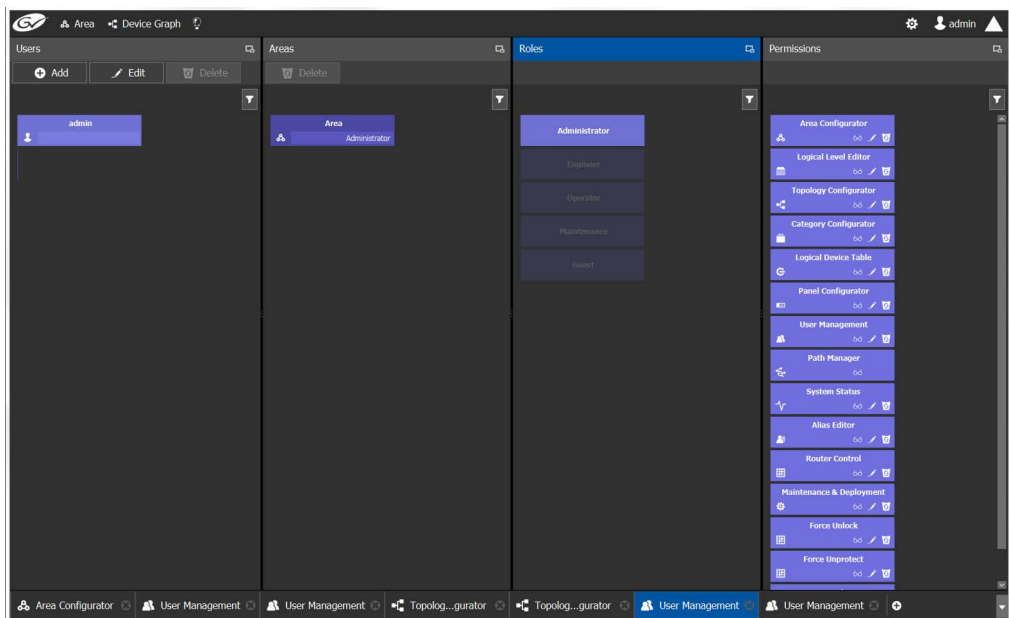 GV Area Device Graph admin
Users
Add Edit Delete
admin
Areas
Delete
Area
Administrator
Roles
Administrator
Engineer
Operator
Maintenance
Guest
Permissions
Area Configurator
Logical Level Editor
Topology Configurator
Category Configurator
Logical Device Table
Panel Configurator
User Management
Path Manager
System Status
Alias Editor
Router Control
Maintenance & Deployment
Force Unlock
Force Unprotect
Area Configurator User Management User Management Topolog...gurator Topolog...gurator User Management User Management